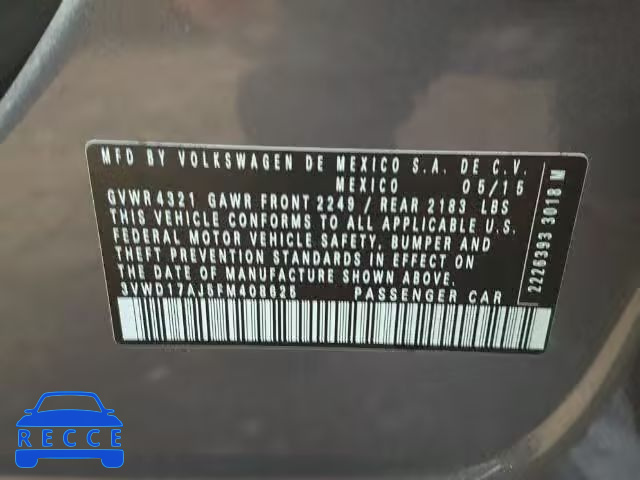 MFD BY VOLKSWAGEN DE MEXICO S.A. DE C.V.
MEXICO 05/15
GVWR 4321 GAWR FRONT 2249 / REAR 2183 LBS
THIS VEHICLE CONFORMS TO ALL APPLICABLE U.S.
FEDERAL MOTOR VEHICLE SAFETY, BUMPER AND
THEFT PREVENTION STANDARDS IN EFFECT ON
THE DATE OF MANUFACTURE SHOWN ABOVE.
3VWD17AJ5FM408625 PASSENGER CAR
2226393 3018 M
RECCE